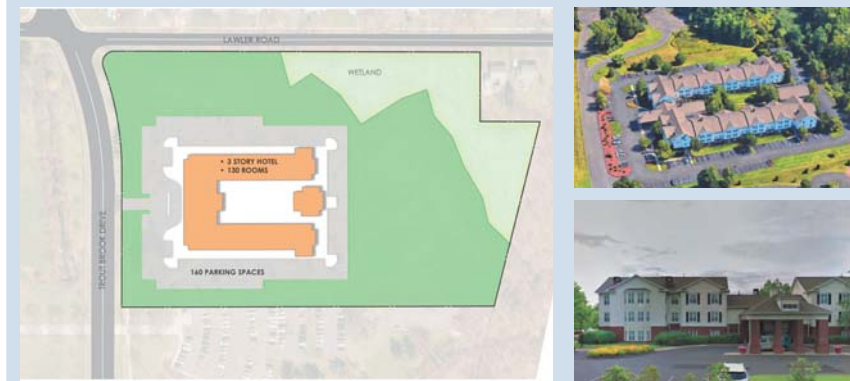 LAWLER ROAD
WETLAND
• 3 STORY HOTEL
• 130 ROOMS
TROUT BROOK DRIVE
160 PARKING SPACES